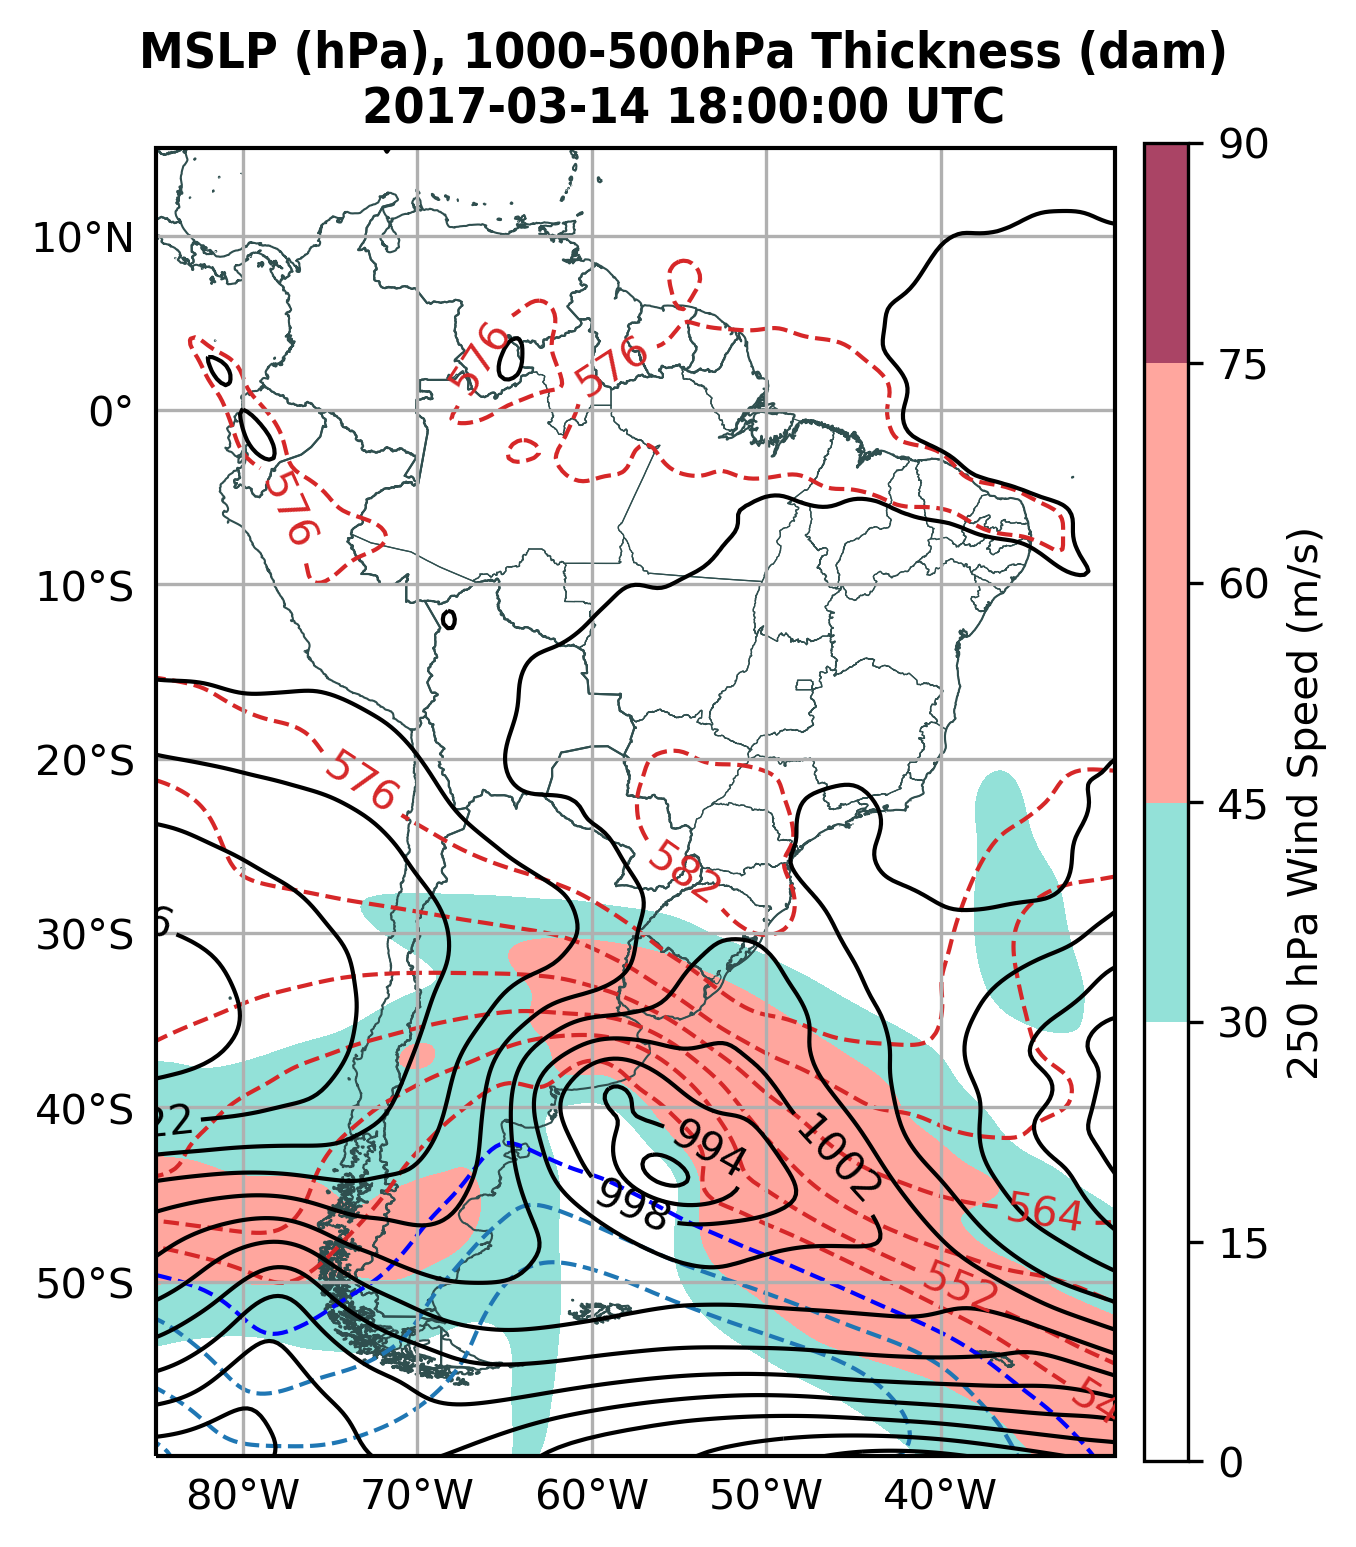 MSLP (hPa), 1000-500hPa Thickness (dam)
2017-03-14 18:00:00 UTC
90
10°N
576
576
75
0°
576
10°S
60
250 hPa Wind Speed (m/s)
20°S
576
45
582
6
30°S
30
22
40°S
994
1002
998
564
15
50°S
552
54
0
80°W
70°W
60°W
50°W
40°W